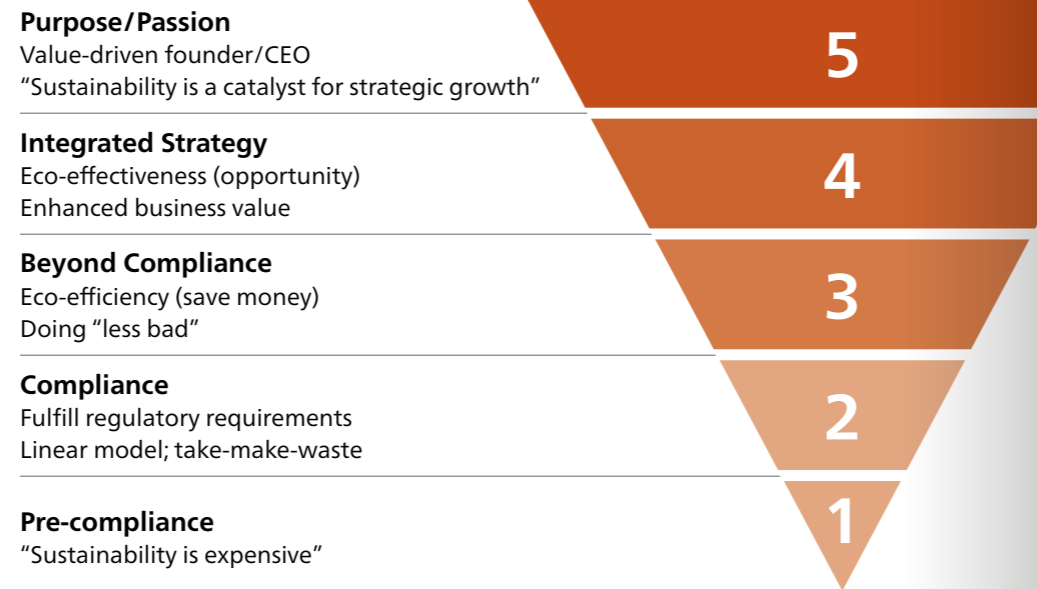 Purpose/Passion
Value-driven founder/CEO
“Sustainability is a catalyst for strategic growth”
5
Integrated Strategy
Eco-effectiveness (opportunity)
Enhanced business value
4
Beyond Compliance
Eco-efficiency (save money)
Doing “less bad”
3
Compliance
Fulfill regulatory requirements
Linear model; take-make-waste
2
Pre-compliance
“Sustainability is expensive”
1